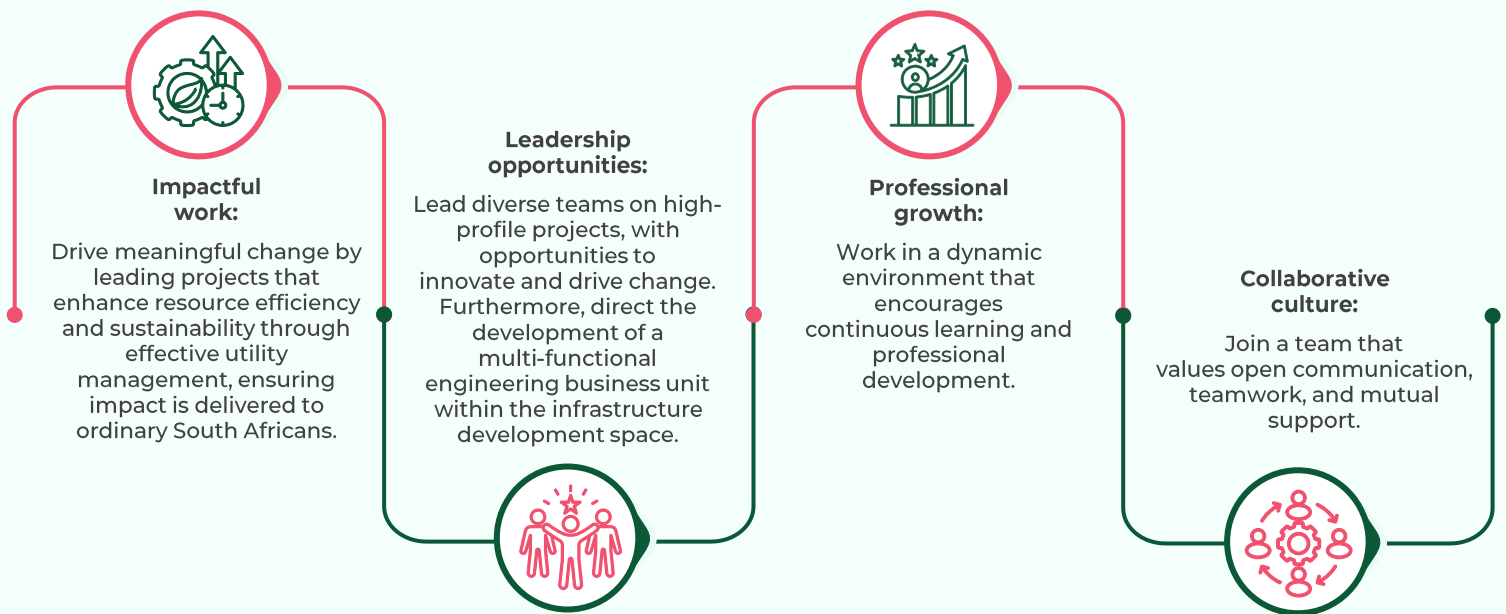 Impactful
work:
Drive meaningful change by
leading projects that
enhance resource efficiency
and sustainability through
effective utility
management, ensuring
impact is delivered to
ordinary South Africans.
Leadership
opportunities:
Lead diverse teams on high-
profile projects, with
opportunities to
innovate and drive change.
Furthermore, direct the
development of a
multi-functional
engineering business unit
within the infrastructure
development space.
Professional
growth:
Work in a dynamic
environment that
encourages
continuous learning and
professional
development.
Collaborative
culture:
Join a team that
values open communication,
teamwork, and mutual
support.